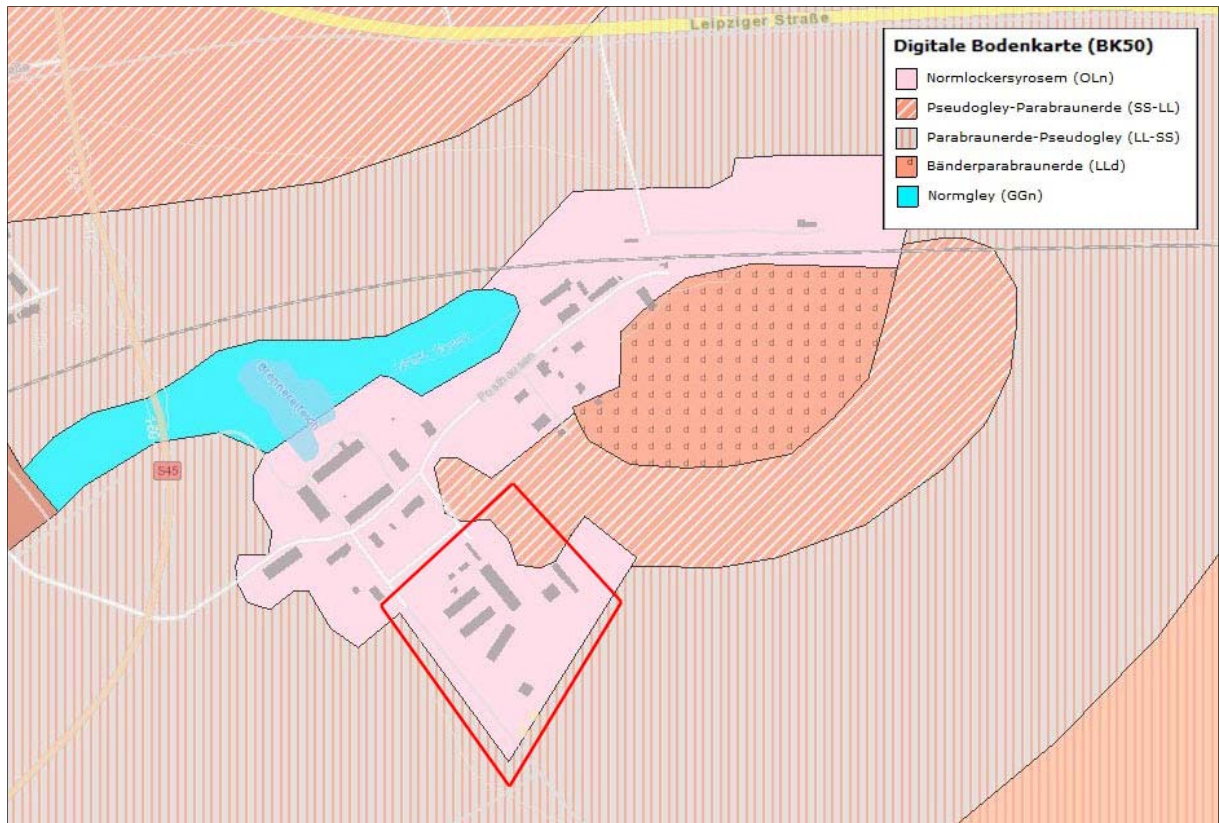 Leipziger Straße
Digitale Bodenkarte (BK50)
Normlockersyrosem (OLn)
Pseudogley-Parabraunerde (SS-LL)
Parabraunerde-Pseudogley (LL-SS)
d Bänderparabraunerde (LLd)
Normgley (GGn)
Posthausen
S45